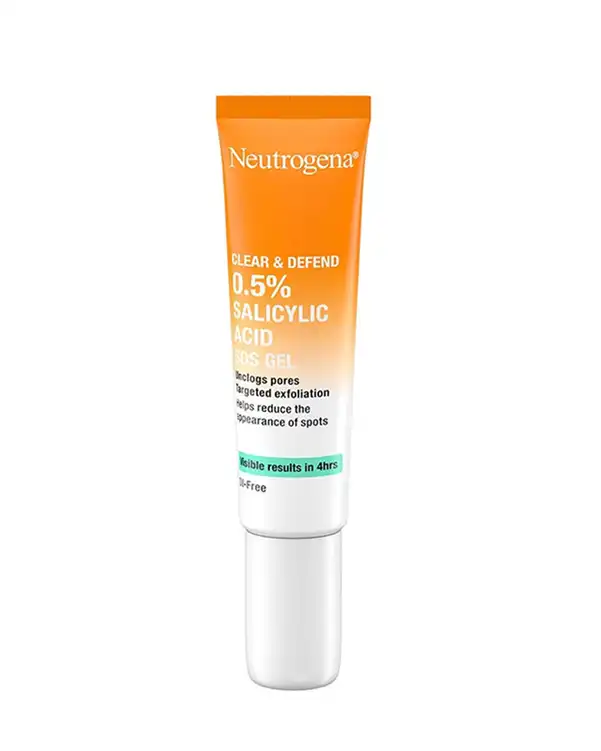 Neutrogena®
CLEAR & DEFEND
0.5%
SALICYLIC
ACID
SOS GEL
Unclogs pores
Targeted exfoliation
Helps reduce the
appearance of spots
Visible results in 4hrs
Oil-Free